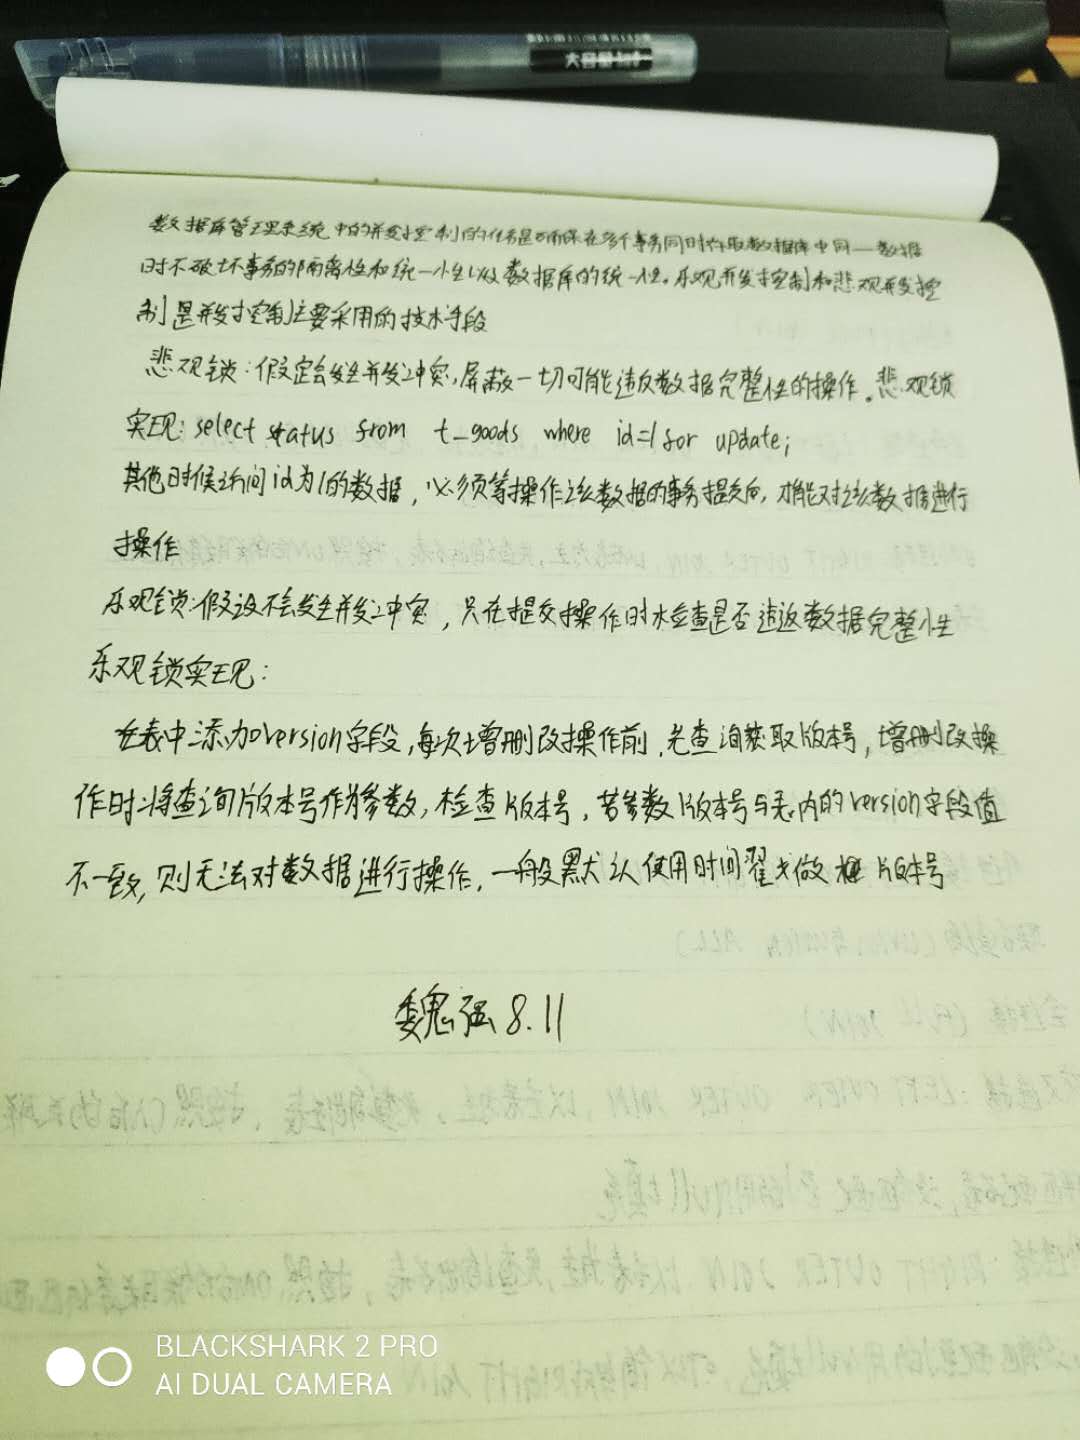 大容量
数据库管理系统中的并发控制的任务是确保在多个事务同时存取数据库中同一数据
时不破坏事务的隔离性和统一性以及数据库的统一性。乐观并发控制和悲观并发控
制是并发控制主要采用的技术手段
悲观锁：假定会发生并发冲突，屏蔽一切可能违反数据完整性的操作。悲观锁
实现：select status from t_goods where id=1 for update;
其他时候访问id为1的数据，必须等操作该数据的事务提交后，才能对该数据进行
操作
乐观锁：假设不会发生并发冲突，只在提交操作时检查是否违返数据完整性
乐观锁实现：
在表中添加version字段，每次增删改操作前，先查询获取版本号，增删改操
作时将查询版本号作为参数，检查版本号，若参数版本号与表内的version字段值
不一致，则无法对数据进行操作，一般默认使用时间翟戈做 版本号
魏强 8.11
BLACKSHARK 2 PRO
AI DUAL CAMERA